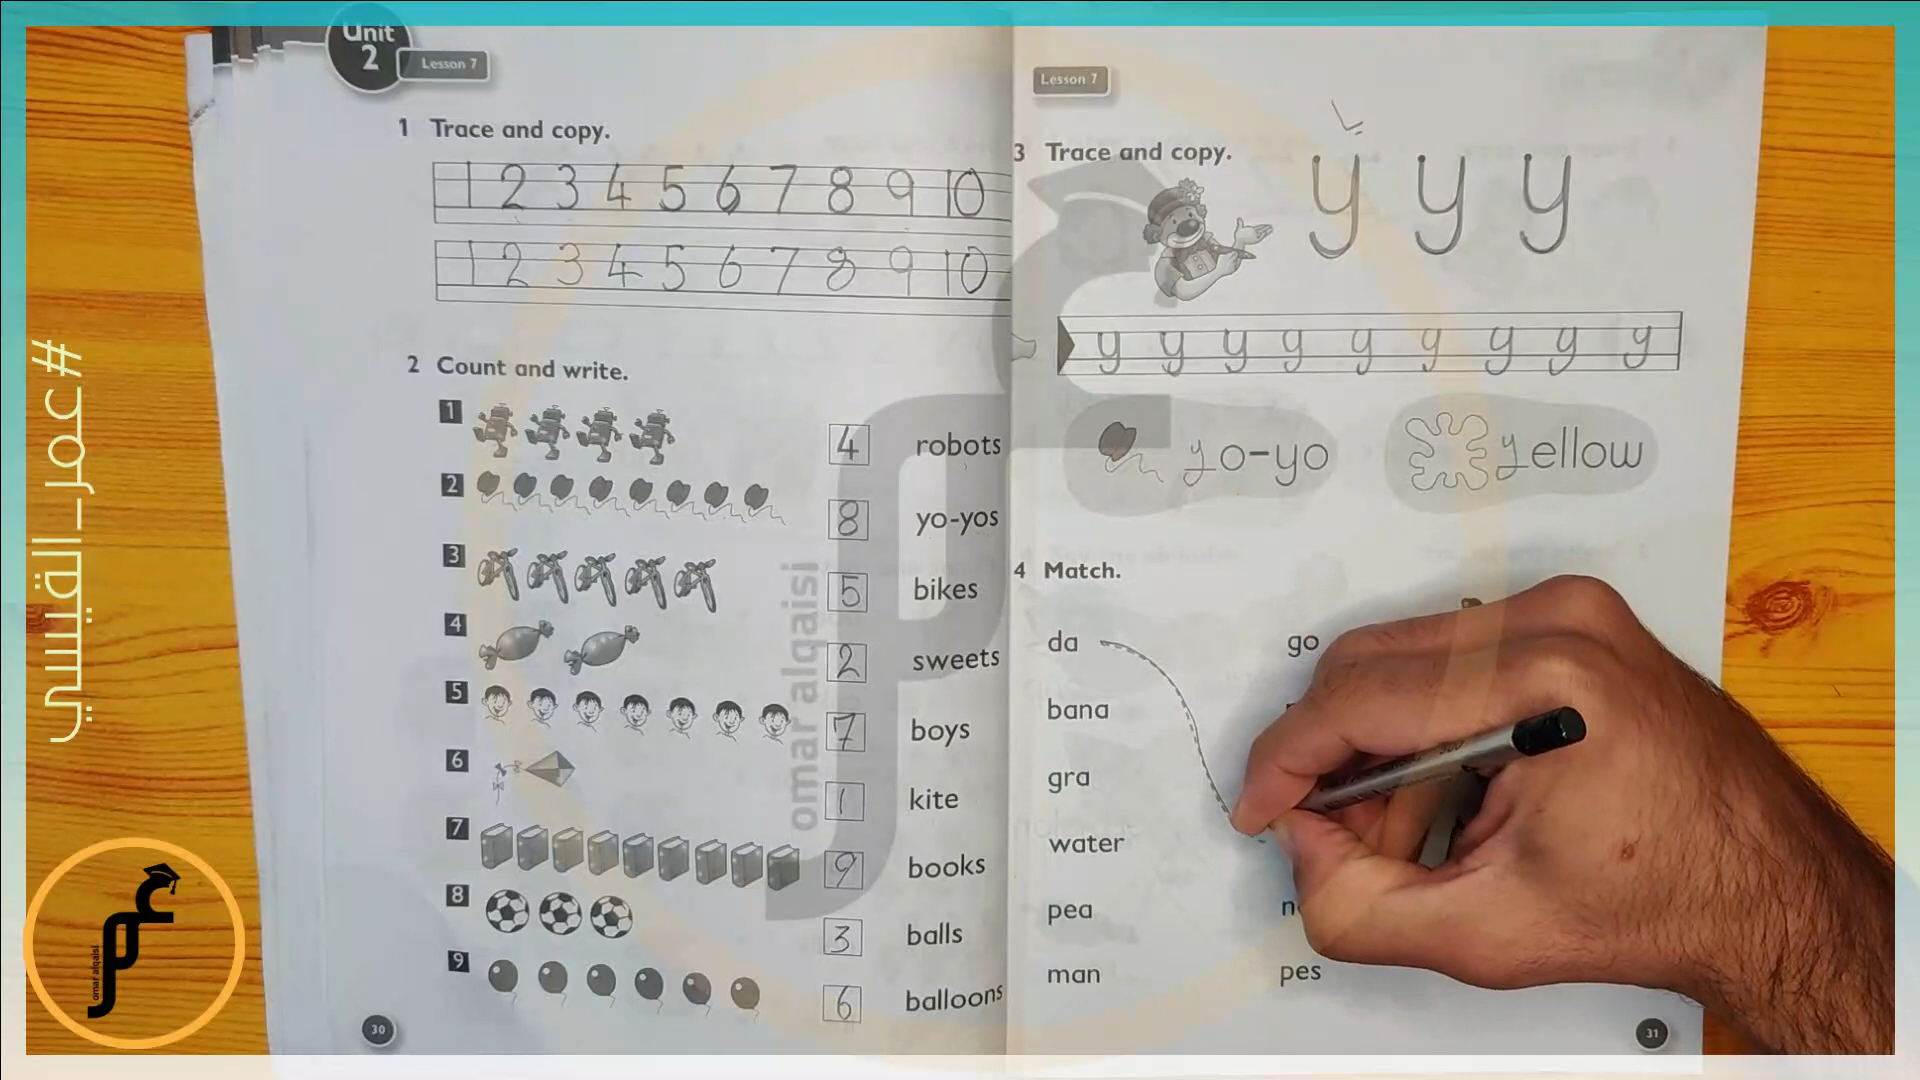 Unit
2
Lesson 7
1 Trace and copy.
1 2 3 4 5 6 7 8 9 10
1 2 3 4 5 6 7 8 9 10
2 Count and write.
1 4 robots
2 8 yo-yos
3 5 bikes
4 2 sweets
5 7 boys
6 1 kite
7 9 books
8 3 balls
9 6 balloons
30
Lesson 7
3 Trace and copy.
y y y
y y y y y y y y y
yo-yo yellow
4 Match.
da go
bana
gra
water
pea
man pes
31
#عمر_القيسي
omar alqaisi
عمر
omar alqaisi